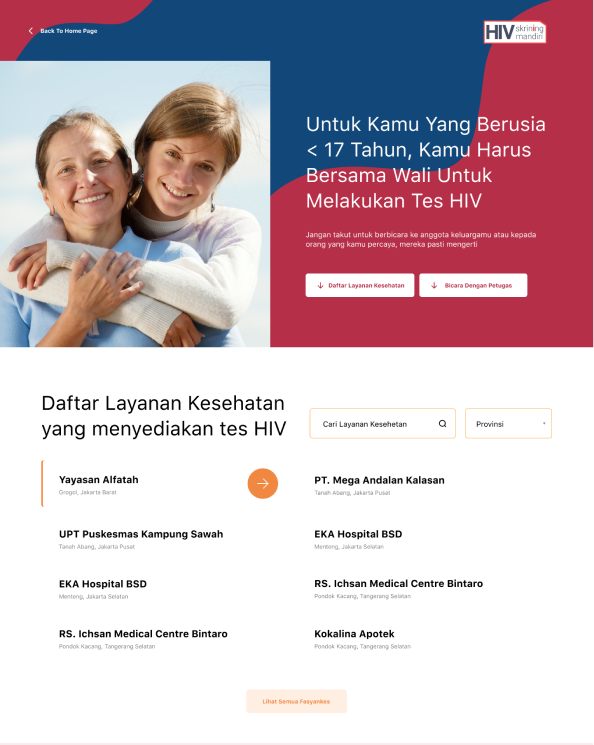 Back To Home Page
HIV skrining
mandiri
Untuk Kamu Yang Berusia
< 17 Tahun, Kamu Harus
Bersama Wali Untuk
Melakukan Tes HIV
Jangan takut untuk berbicara ke anggota keluargamu atau kepada
orang yang kamu percaya, mereka pasti mengerti
Daftar Layanan Kesehatan
Bicara Dengan Petugas
Daftar Layanan Kesehatan
yang menyediakan tes HIV
Cari Layanan Kesehetan
Provinsi
Yayasan Alfatah
Grogol, Jakarta Barat
PT. Mega Andalan Kalasan
Tanah Abang, Jakarta Pusat
UPT Puskesmas Kampung Sawah
Tanah Abang, Jakarta Pusat
EKA Hospital BSD
Menteng, Jakarta Selatan
EKA Hospital BSD
Menteng, Jakarta Selatan
RS. Ichsan Medical Centre Bintaro
Pondok Kacang, Tangerang Selatan
RS. Ichsan Medical Centre Bintaro
Pondok Kacang, Tangerang Selatan
Kokalina Apotek
Pondok Kacang, Tangerang Selatan
Lihat Semua Fasyankes